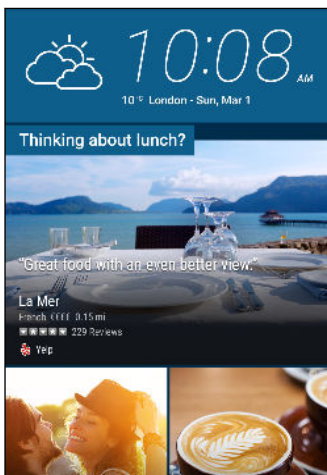 10:08 AM
10 °C London - Sun, Mar 1
Thinking about lunch?
"Great food with an even better view."
La Mer
French, €€€€ 0.15 mi
229 Reviews
Yelp